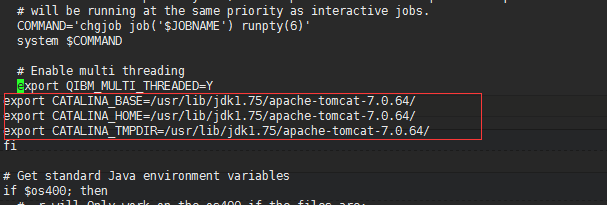 # will be running at the same priority as interactive jobs.
COMMAND='chgjob job('$JOBNAME') runpty(6)'
system $COMMAND
# Enable multi threading
export QIBM_MULTI_THREADED=Y
export CATALINA_BASE=/usr/lib/jdk1.75/apache-tomcat-7.0.64/
export CATALINA_HOME=/usr/lib/jdk1.75/apache-tomcat-7.0.64/
export CATALINA_TMPDIR=/usr/lib/jdk1.75/apache-tomcat-7.0.64/
fi
# Get standard Java environment variables
if $os400; then
# -r will Only work on the os400 if the files are: